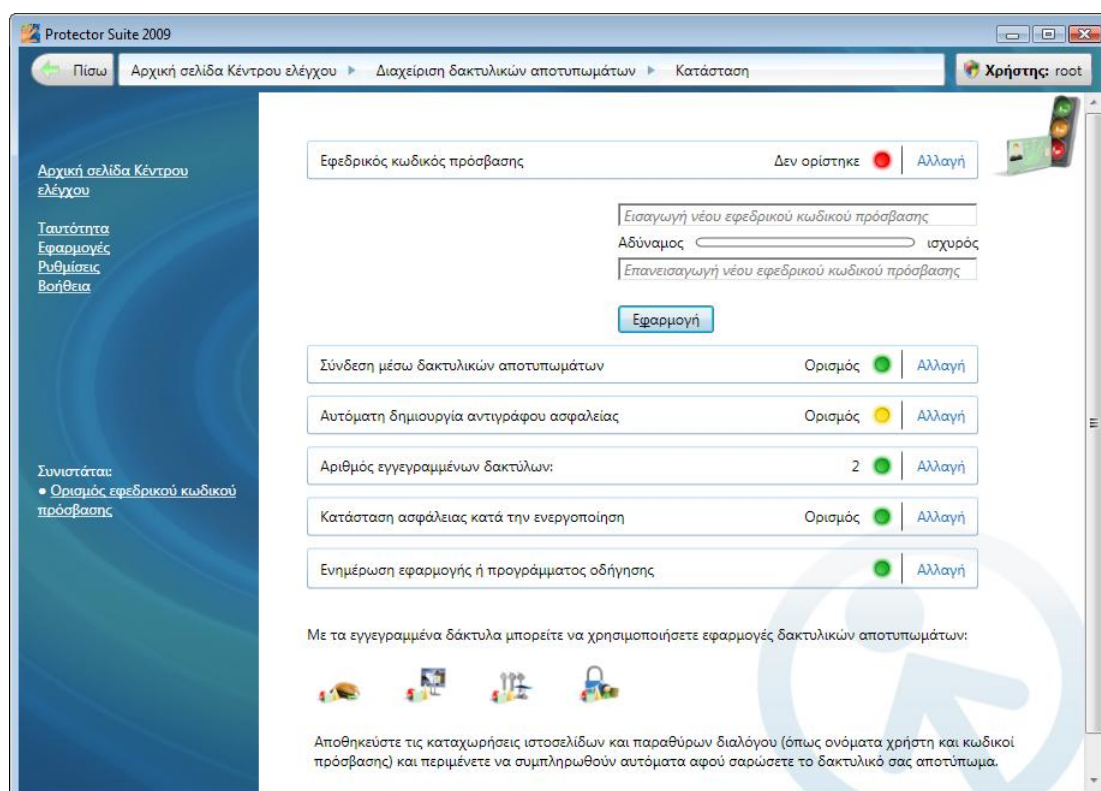 Protector Suite 2009
Πίσω
Αρχική σελίδα Κέντρου ελέγχου
Διαχείριση δακτυλικών αποτυπωμάτων
Κατάσταση
Χρήστης: root
Αρχική σελίδα Κέντρου
ελέγχου
Ταυτότητα
Εφαρμογές
Ρυθμίσεις
Βοήθεια
Συνιστάται:
● Ορισμός εφεδρικού κωδικού
πρόσβασης
Εφεδρικός κωδικός πρόσβασης Δεν ορίστηκε Αλλαγή
Εισαγωγή νέου εφεδρικού κωδικού πρόσβασης
Αδύναμος ισχυρός
Επανεισαγωγή νέου εφεδρικού κωδικού πρόσβασης
Εφαρμογή
Σύνδεση μέσω δακτυλικών αποτυπωμάτων Ορισμός Αλλαγή
Αυτόματη δημιουργία αντιγράφου ασφαλείας Ορισμός Αλλαγή
Αριθμός εγγεγραμμένων δακτύλων: 2 Αλλαγή
Κατάσταση ασφάλειας κατά την ενεργοποίηση Ορισμός Αλλαγή
Ενημέρωση εφαρμογής ή προγράμματος οδήγησης Αλλαγή
Με τα εγγεγραμμένα δάκτυλα μπορείτε να χρησιμοποιήσετε εφαρμογές δακτυλικών αποτυπωμάτων:
Αποθηκεύστε τις καταχωρήσεις ιστοσελίδων και παραθύρων διαλόγου (όπως ονόματα χρήστη και κωδικοί
πρόσβασης) και περιμένετε να συμπληρωθούν αυτόματα αφού σαρώσετε το δακτυλικό σας αποτύπωμα.